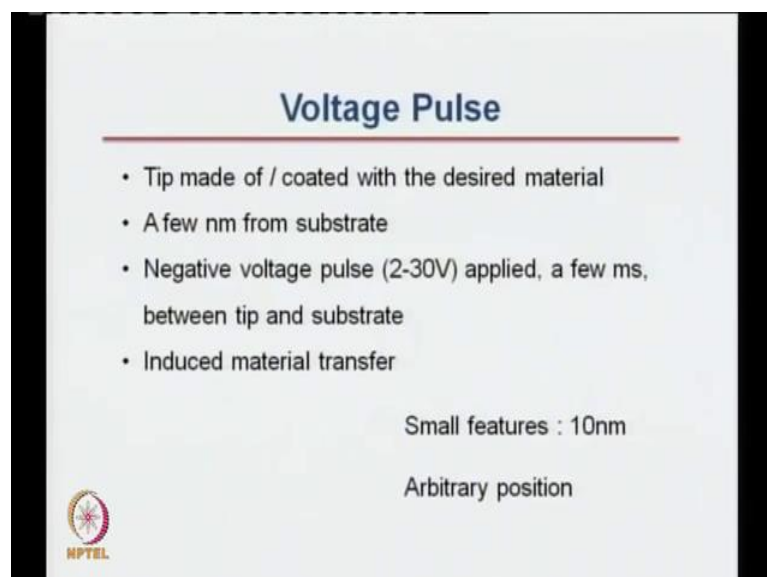 Voltage Pulse
• Tip made of / coated with the desired material
• A few nm from substrate
• Negative voltage pulse (2-30V) applied, a few ms,
between tip and substrate
• Induced material transfer
Small features : 10nm
Arbitrary position
NPTEL